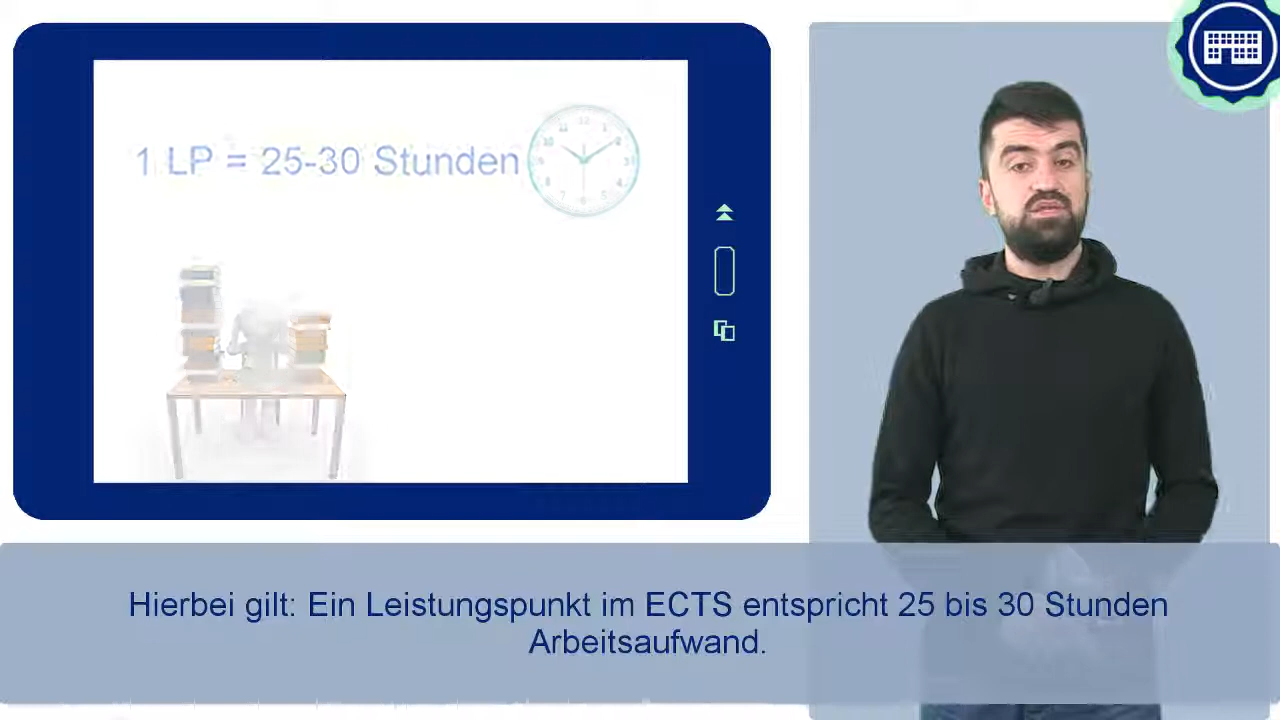 1 LP = 25-30 Stunden
Hierbei gilt: Ein Leistungspunkt im ECTS entspricht 25 bis 30 Stunden
Arbeitsaufwand.